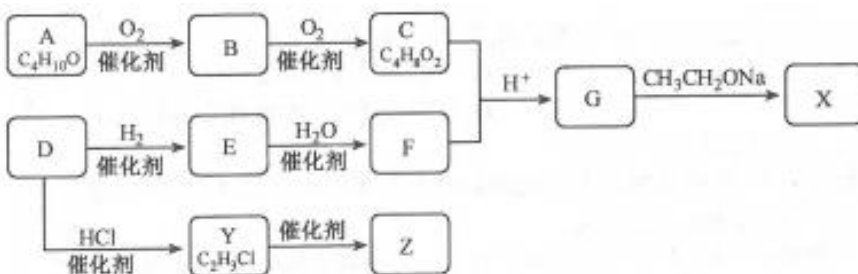 A
C₄H₁₀O
O₂
催化剂
B
O₂
催化剂
C
C₄H₈O₂
H⁺
G
CH₃CH₂ONa
X
D
H₂
催化剂
E
H₂O
催化剂
F
HCl
催化剂
Y
C₂H₃Cl
催化剂
Z